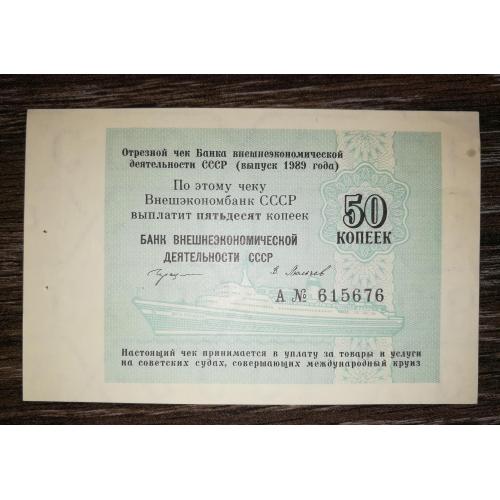 Отрезной чек Банка внешнеэкономической
деятельности СССР (выпуск 1989 года)
По этому чеку
Внешэкономбанк СССР
выплатит пятьдесят копеек
50
КОПЕЕК
БАНК ВНЕШНЕЭКОНОМИЧЕСКОЙ
ДЕЯТЕЛЬНОСТИ СССР
А № 615676
Настоящий чек принимается в уплату за товары и услуги
на советских судах, совершающих международный круиз